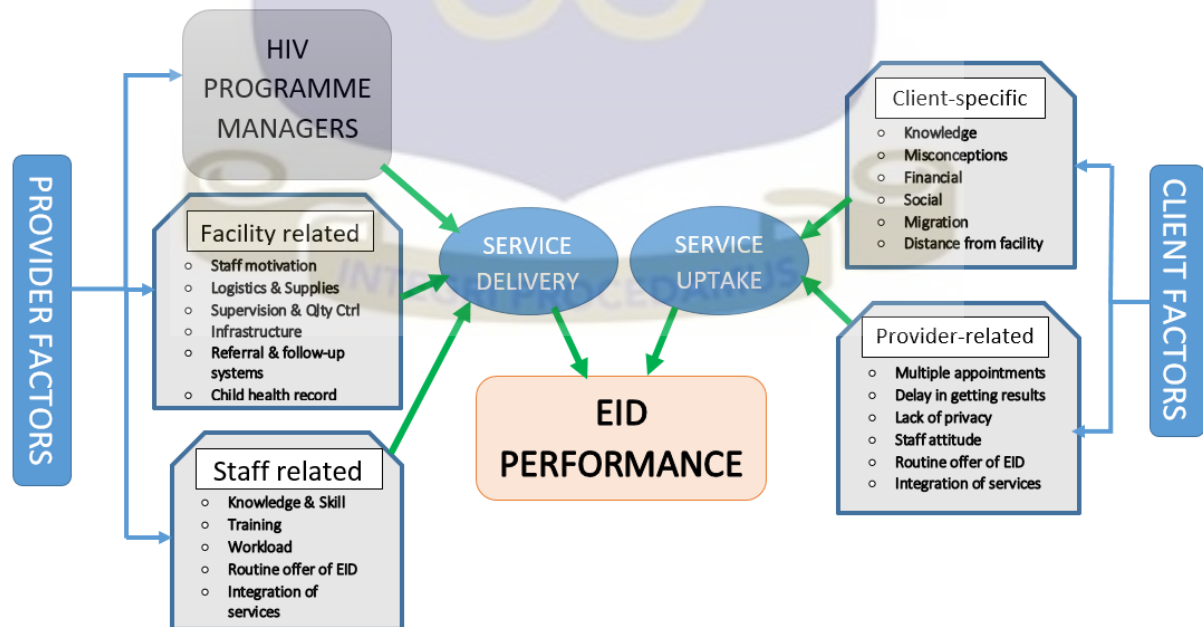 PROVIDER FACTORS
HIV
PROGRAMME
MANAGERS
Facility related
○ Staff motivation
○ Logistics & Supplies
○ Supervision & Qlty Ctrl
○ Infrastructure
○ Referral & follow-up
systems
○ Child health record
Staff related
○ Knowledge & Skill
○ Training
○ Workload
○ Routine offer of EID
○ Integration of
services
SERVICE
DELIVERY
SERVICE
UPTAKE
INTEGRI PROCEDAMUS
EID
PERFORMANCE
Client-specific
○ Knowledge
○ Misconceptions
○ Financial
○ Social
○ Migration
○ Distance from facility
Provider-related
○ Multiple appointments
○ Delay in getting results
○ Lack of privacy
○ Staff attitude
○ Routine offer of EID
○ Integration of services
CLIENT FACTORS